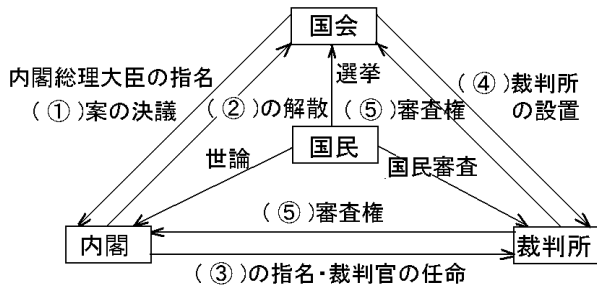 国会
内閣総理大臣の指名
(①)案の決議
(②)の解散
選挙
(⑤)審査権
(④)裁判所
の設置
国民
世論
国民審査
(⑤)審査権
内閣
裁判所
(③)の指名・裁判官の任命